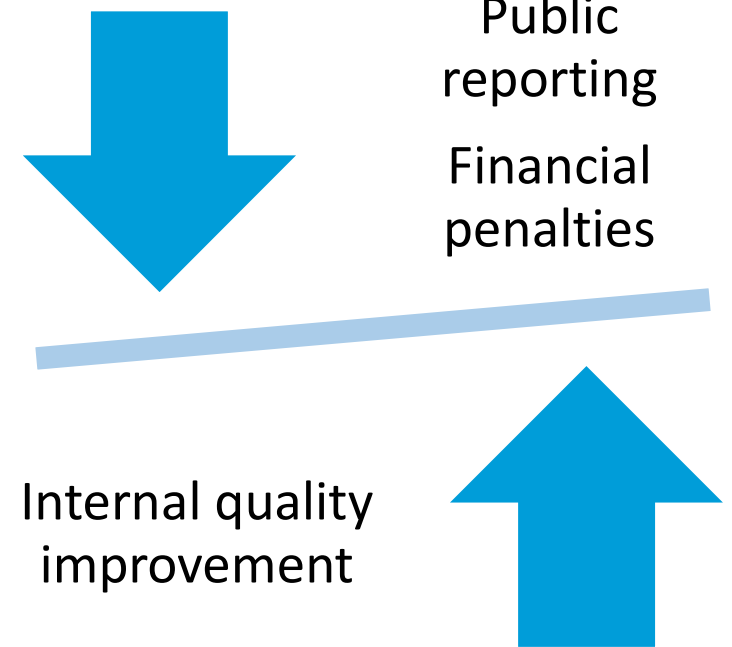 Public
reporting
Financial
penalties
Internal quality
improvement